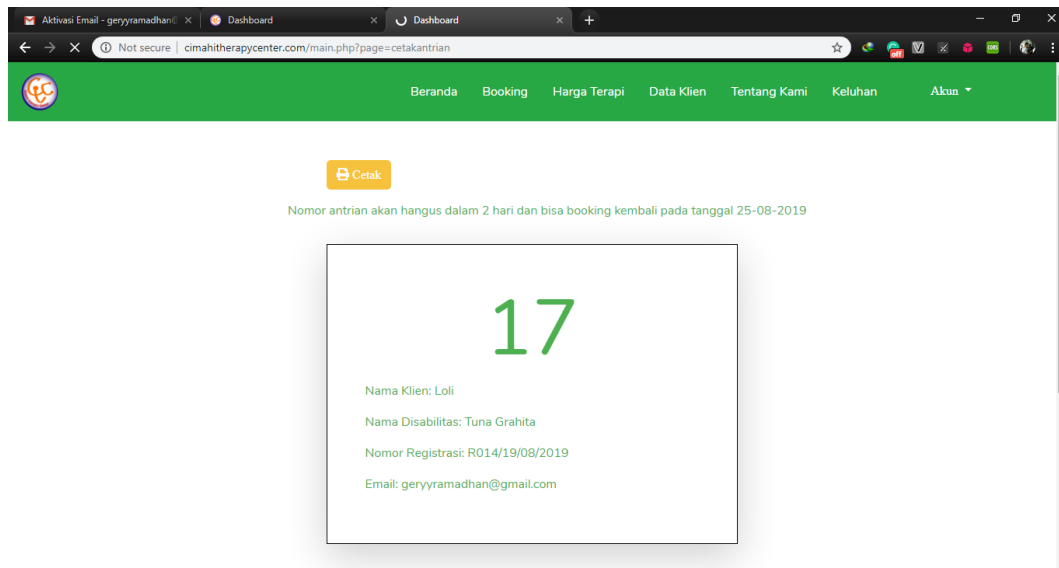 Aktivasi Email - geryyramadhan@
Dashboard
Dashboard
Not secure | cimahitherapycenter.com/main.php?page=cetakantrian
off
CORS
Beranda Booking Harga Terapi Data Klien Tentang Kami Keluhan Akun
Cetak
Nomor antrian akan hangus dalam 2 hari dan bisa booking kembali pada tanggal 25-08-2019
17
Nama Klien: Loli
Nama Disabilitas: Tuna Grahita
Nomor Registrasi: R014/19/08/2019
Email: geryyramadhan@gmail.com